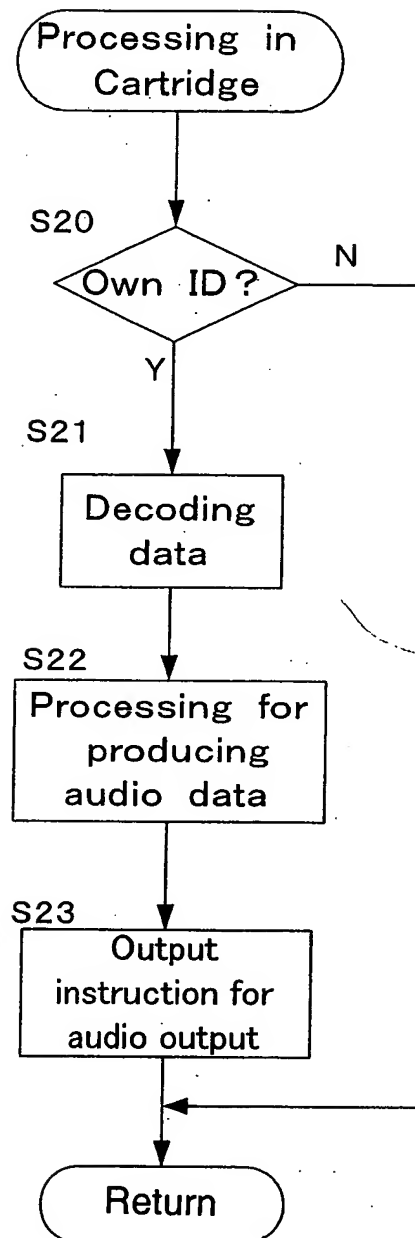 Processing in
Cartridge
S20
Own ID?
N
Y
S21
Decoding
data
S22
Processing for
producing
audio data
S23
Output
instruction for
audio output
Return